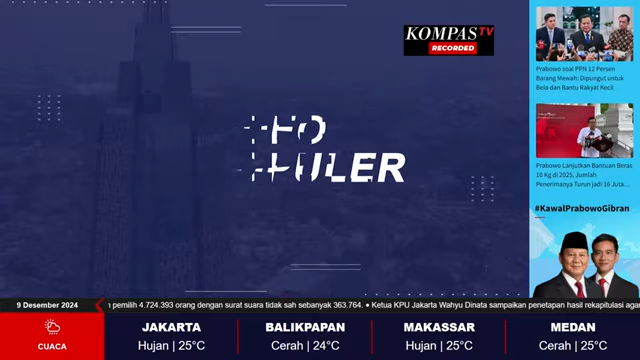 KOMPAS TV
RECORDED
Prabowo soal PPN 12 Persen
Barang Mewah: Dipungut untuk
Bela dan Bantu Rakyat Kecil
Prabowo Lanjutkan Bantuan Beras
10 Kg di 2025, Jumlah
Penerimanya Turun jadi 16 Juta...
#KawalPrabowoGibran
9 Desember 2024
pemilih 4.724.393 orang dengan surat suara tidak sah sebanyak 363.764. • Ketua KPU Jakarta Wahyu Dinata sampaikan penetapan hasil rekapitulasi
CUACA
JAKARTA
Hujan | 25°C
BALIKPAPAN
Cerah | 24°C
MAKASSAR
Hujan | 25°C
MEDAN
Cerah | 25°C